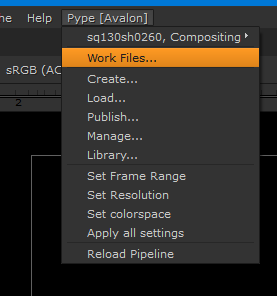 ne Help Pype [Avalon]
sq130sh0260, Compositing
Work Files...
sRGB (AC
Create...
Load...
2
Publish...
Manage...
Library...
Set Frame Range
Set Resolution
Set colorspace
Apply all settings
Reload Pipeline